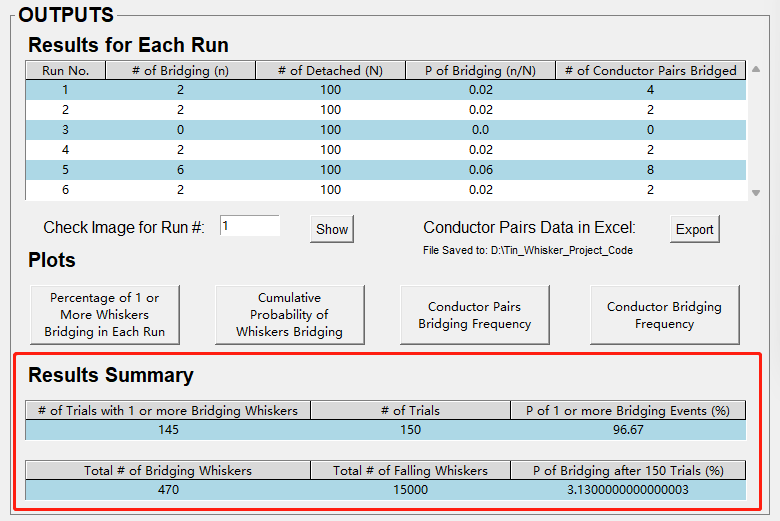 OUTPUTS
Results for Each Run
Run No. # of Bridging (n) # of Detached (N) P of Bridging (n/N) # of Conductor Pairs Bridged
1 2 100 0.02 4
2 2 100 0.02 2
3 0 100 0.0 0
4 2 100 0.02 2
5 6 100 0.06 8
6 2 100 0.02 2
Check Image for Run #: 1 Show Conductor Pairs Data in Excel: Export
File Saved to: D:\Tin_Whisker_Project_Code
Plots
Percentage of 1 or
More Whiskers
Bridging in Each Run
Cumulative
Probability of
Whiskers Bridging
Conductor Pairs
Bridging Frequency
Conductor Bridging
Frequency
Results Summary
# of Trials with 1 or more Bridging Whiskers # of Trials P of 1 or more Bridging Events (%)
145 150 96.67
Total # of Bridging Whiskers Total # of Falling Whiskers P of Bridging after 150 Trials (%)
470 15000 3.1300000000000003